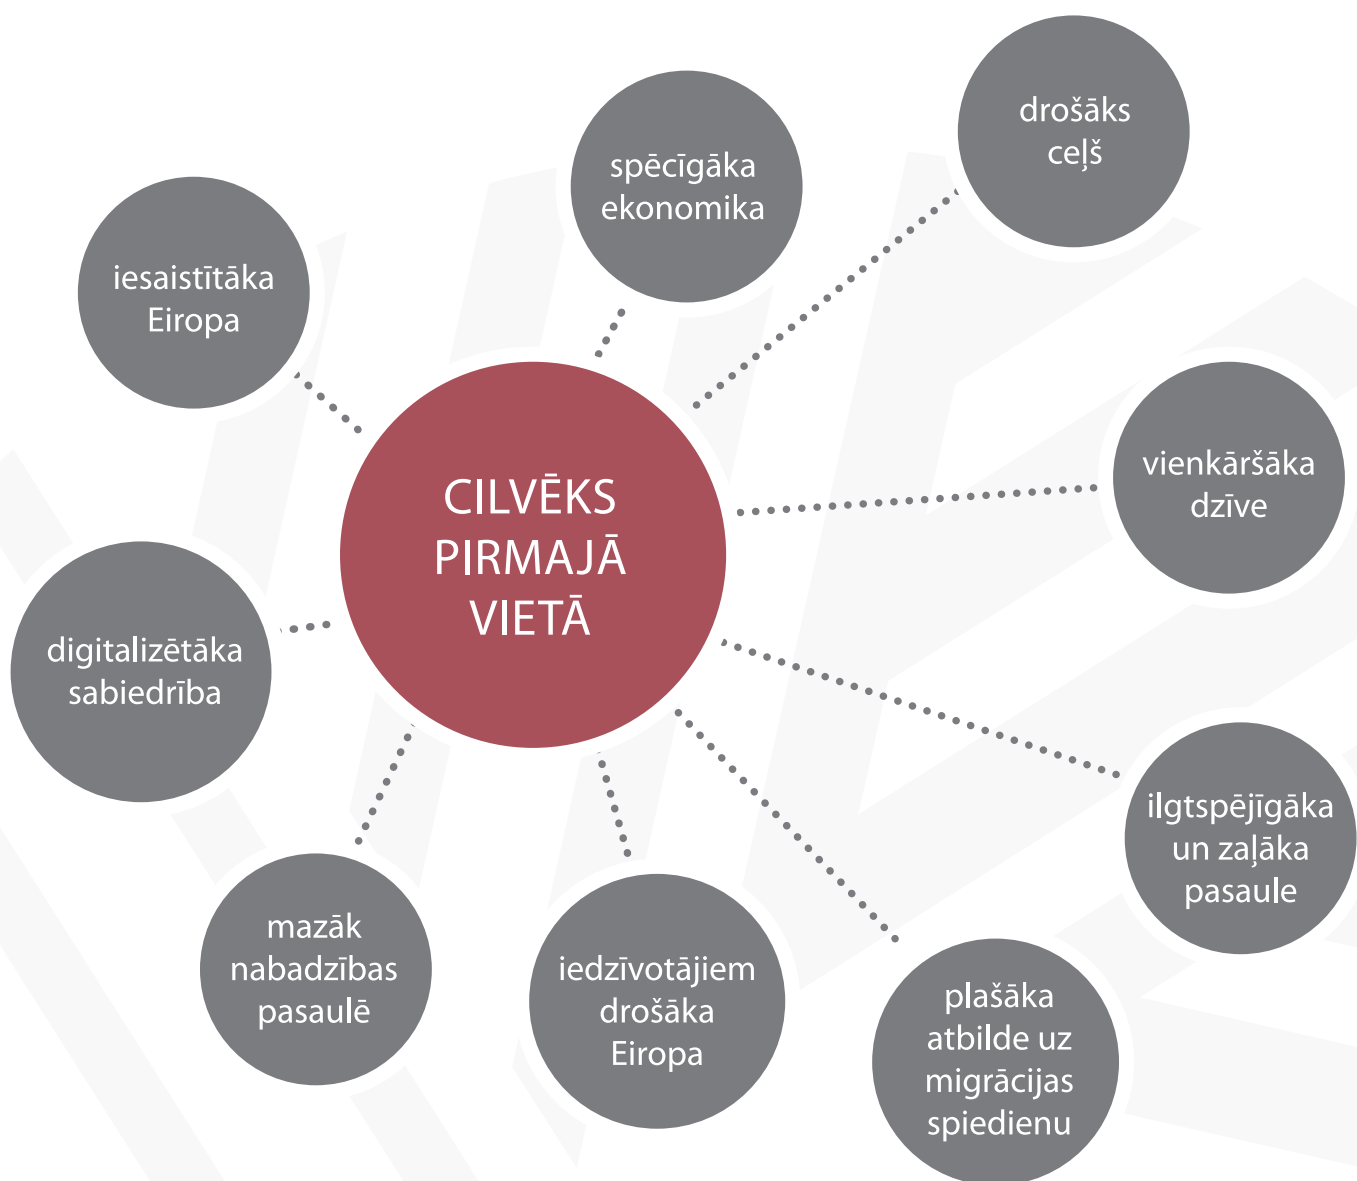 drošāks
ceļš
spēcīgāka
ekonomika
iesaistītāka
Eiropa
vienkāršāka
dzīve
CILVĒKS
PIRMAJĀ
VIETĀ
digitalizētāka
sabiedrība
ilgtspējīgāka
un zaļāka
pasaule
mazāk
nabadzības
pasaulē
iedzīvotājiem
drošāka
Eiropa
plašāka
atbilde uz
migrācijas
spiedienu